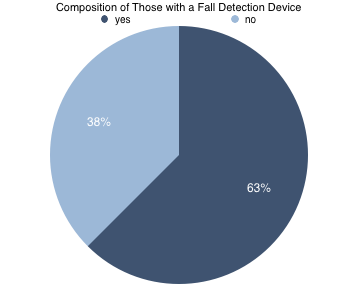 Composition of Those with a Fall Detection Device
yes no
38%
63%